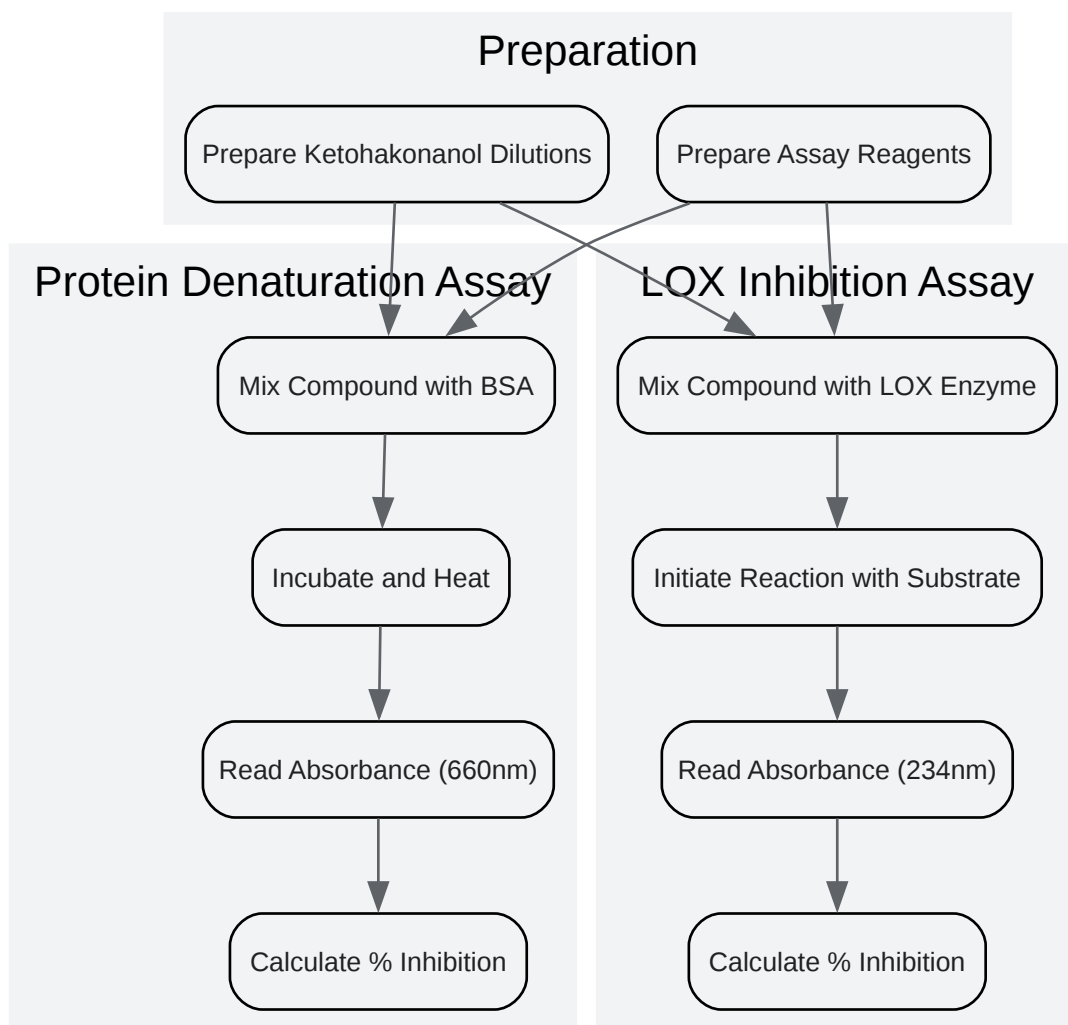 Preparation
Prepare Ketohakonanol Dilutions
Prepare Assay Reagents
Protein Denaturation Assay
Mix Compound with BSA
Incubate and Heat
Read Absorbance (660nm)
Calculate % Inhibition
LOX Inhibition Assay
Mix Compound with LOX Enzyme
Initiate Reaction with Substrate
Read Absorbance (234nm)
Calculate % Inhibition